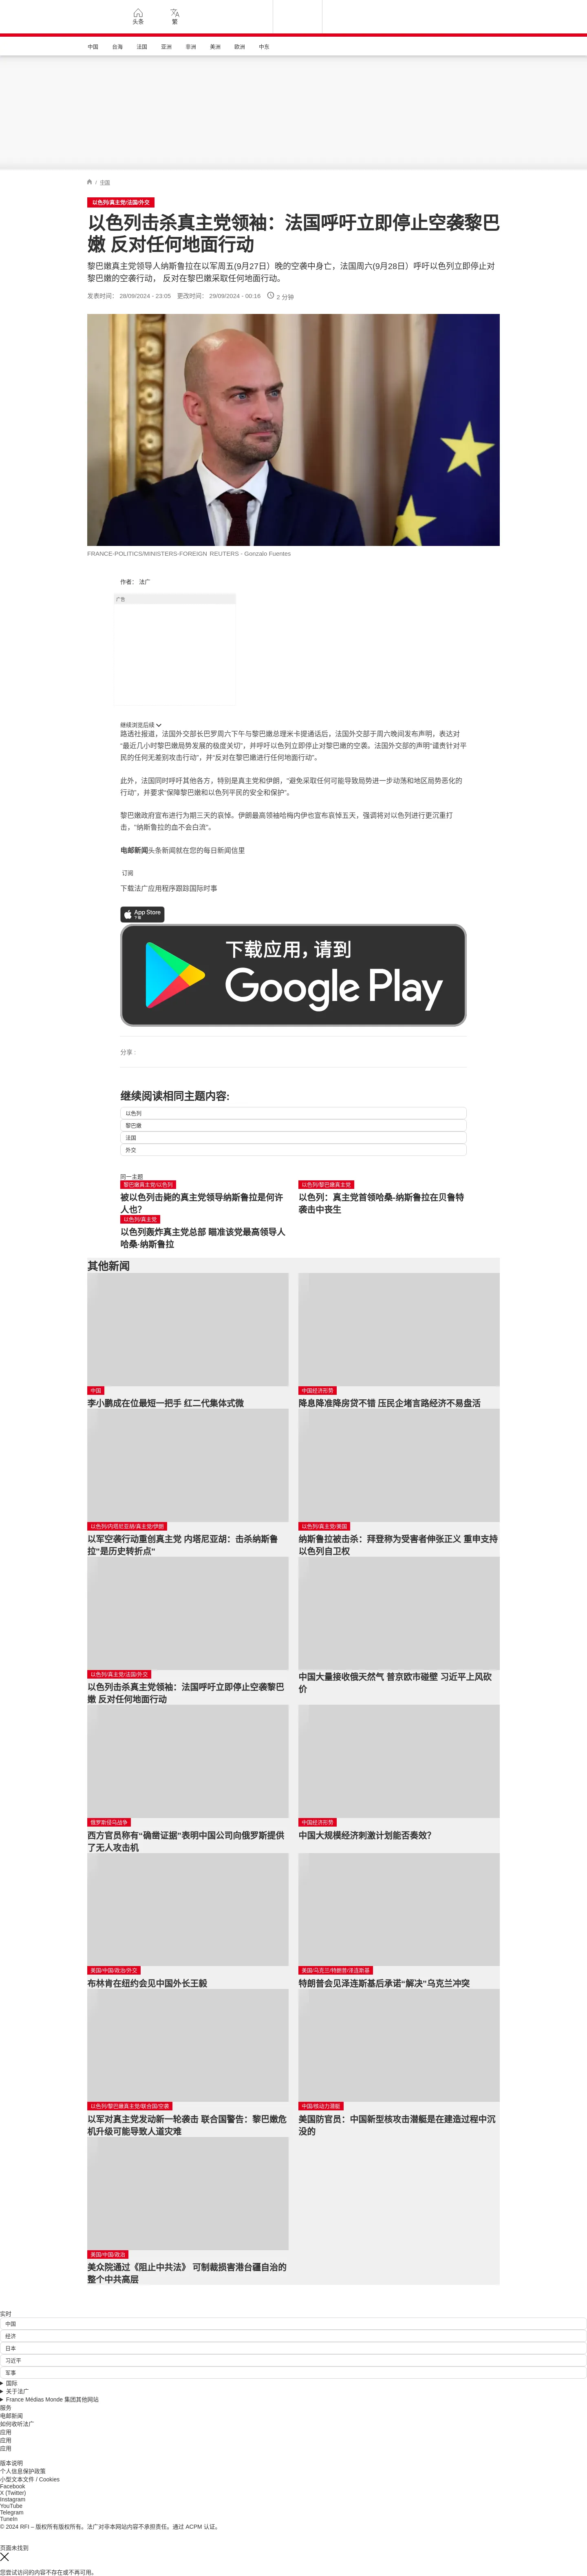 头条
繁
中国
台海
法国
亚洲
非洲
美洲
欧洲
中东
/ 法国
以色列/真主党/法国/外交
以色列击杀真主党领袖：法国呼吁立即停止空袭黎巴
嫩 反对任何地面行动
黎巴嫩真主党领导人纳斯鲁拉在以军周五(9月27日）晚的空袭中身亡，法国周六(9月28日）呼吁以色列立即停止对
黎巴嫩的空袭行动， 反对在黎巴嫩采取任何地面行动。
发表时间： 28/09/2024 - 23:05 更改时间： 29/09/2024 - 00:16 2 分钟
FRANCE-POLITICS/MINISTERS-FOREIGN REUTERS - Gonzalo Fuentes
作者： 法广
广告
继续浏览后续
路透社报道，法国外交部长巴罗周六下午与黎巴嫩总理米卡提通话后，法国外交部于周六晚间发布声明，表达对
“最近几小时黎巴嫩局势发展的极度关切”，并呼吁以色列立即停止对黎巴嫩的空袭。法国外交部的声明“谴责针对平
民的任何无差别攻击行动”，并“反对在黎巴嫩进行任何地面行动”。
此外，法国同时呼吁其他各方，特别是真主党和伊朗，“避免采取任何可能导致局势进一步动荡和地区局势恶化的
行动”，并要求“保障黎巴嫩和以色列平民的安全和保护”。
黎巴嫩政府宣布进行为期三天的哀悼。伊朗最高领袖哈梅内伊也宣布哀悼五天，强调将对以色列进行更沉重打
击，“纳斯鲁拉的血不会白流”。
电邮新闻头条新闻就在您的每日新闻信里
订阅
下载法广应用程序跟踪国际时事
App Store
下载
下载应用，请到
Google Play
分享 :
继续阅读相同主题内容:
以色列
黎巴嫩
法国
外交
同一主题
黎巴嫩真主党/以色列
被以色列击毙的真主党领导纳斯鲁拉是何许
人也？
以色列/黎巴嫩真主党
以色列：真主党首领哈桑-纳斯鲁拉在贝鲁特
袭击中丧生
以色列/真主党
以色列轰炸真主党总部 瞄准该党最高领导人
哈桑·纳斯鲁拉
其他新闻
中国
李小鹏成在位最短一把手 红二代集体式微
中国经济形势
降息降准降房贷不错 压民企堵言路经济不易盘活
以色列/内塔尼亚胡/真主党/伊朗
以军空袭行动重创真主党 内塔尼亚胡：击杀纳斯鲁
拉“是历史转折点”
以色列/真主党/美国
纳斯鲁拉被击杀：拜登称为受害者伸张正义 重申支持
以色列自卫权
以色列/真主党/法国/外交
以色列击杀真主党领袖：法国呼吁立即停止空袭黎巴
嫩 反对任何地面行动
中国大量接收俄天然气 普京欧市碰壁 习近平上风砍
价
俄罗斯侵乌战争
西方官员称有“确凿证据”表明中国公司向俄罗斯提供
了无人攻击机
中国经济形势
中国大规模经济刺激计划能否奏效？
美国/中国/政治/外交
布林肯在纽约会见中国外长王毅
美国/乌克兰/特朗普/泽连斯基
特朗普会见泽连斯基后承诺“解决”乌克兰冲突
以色列/黎巴嫩真主党/联合国/空袭
以军对真主党发动新一轮袭击 联合国警告：黎巴嫩危
机升级可能导致人道灾难
中国/核动力潜艇
美国防官员：中国新型核攻击潜艇是在建造过程中沉
没的
美国/中国/政治
美众院通过《阻止中共法》 可制裁损害港台疆自治的
整个中共高层
实时
中国
经济
日本
习近平
军事
国际
关于法广
France Médias Monde 集团其他网站
服务
电邮新闻
如何收听法广
应用
应用
应用
版本说明
个人信息保护政策
小型文本文件 / Cookies
Facebook
X (Twitter)
Instagram
YouTube
Telegram
TuneIn
© 2024 RFI – 版权所有版权所有。法广对非本网站内容不承担责任。通过 ACPM 认证。
页面未找到
您尝试访问的内容不存在或不再可用。